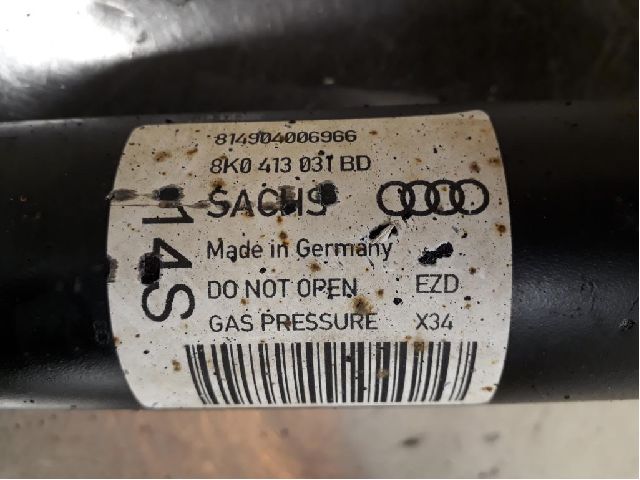 814904006966
8K0 413 031 BD
SACHS
14S
Made in Germany
DO NOT OPEN EZD
GAS PRESSURE X34